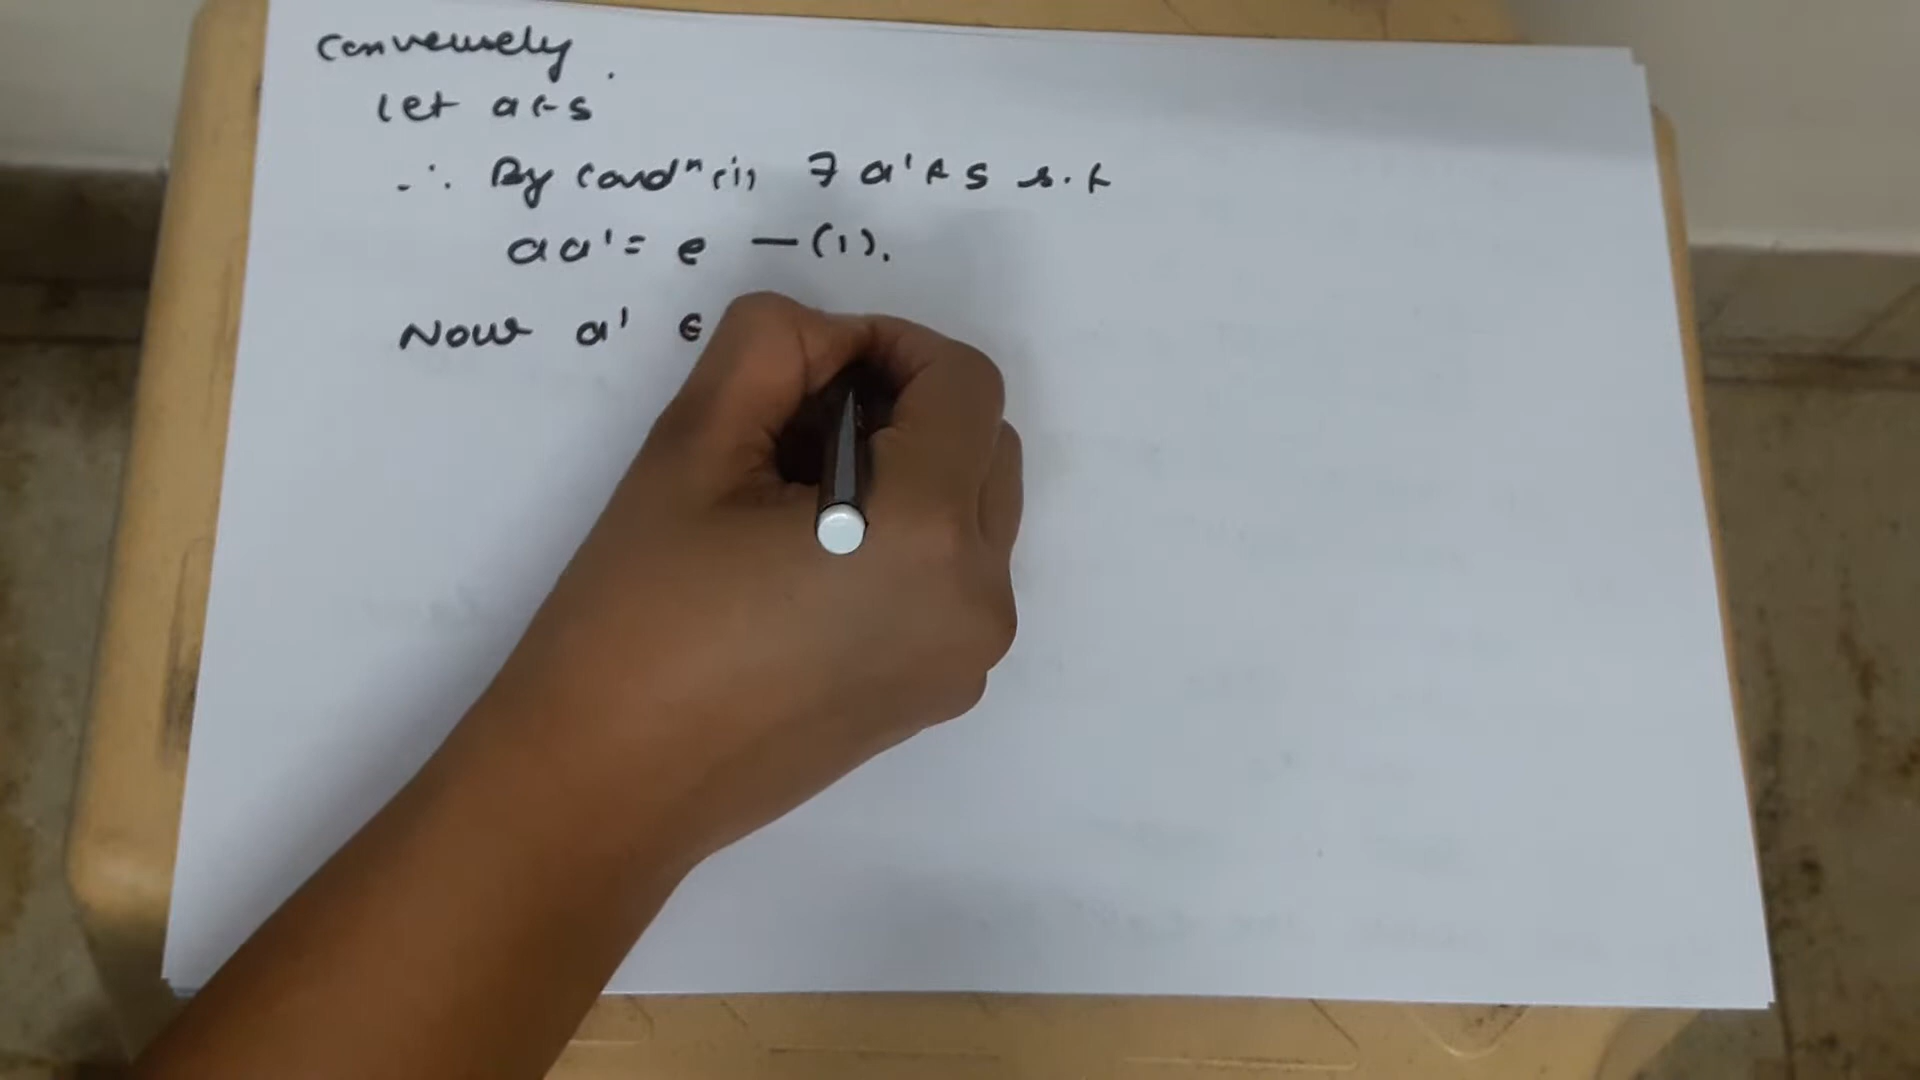 Conversely.
Let a ∈ S
∴ By condⁿ (i) ∃ a' ∈ S s.t
aa' = e — (1).
Now a' ∈